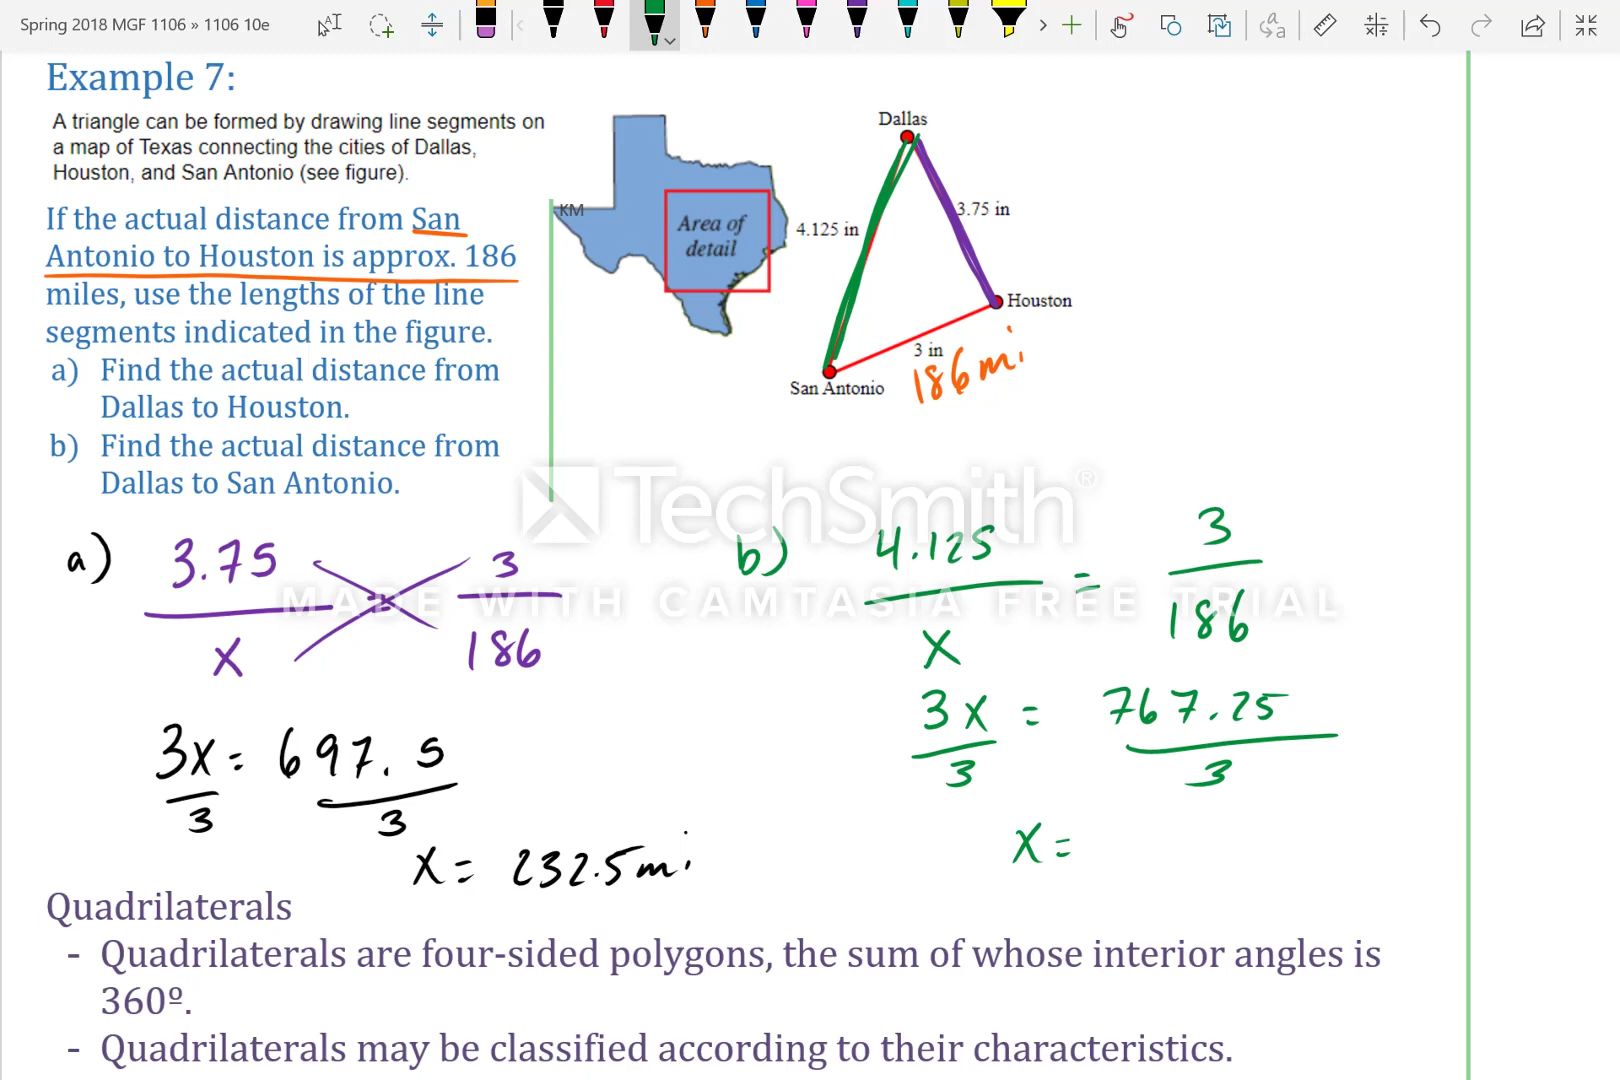 Spring 2018 MGF 1106 » 1106 10e
Example 7:
A triangle can be formed by drawing line segments on
a map of Texas connecting the cities of Dallas,
Houston, and San Antonio (see figure).
If the actual distance from San
Antonio to Houston is approx. 186
miles, use the lengths of the line
segments indicated in the figure.
a) Find the actual distance from
Dallas to Houston.
b) Find the actual distance from
Dallas to San Antonio.
KM
Area of
detail
Dallas
4.125 in
3.75 in
Houston
3 in
186 mi
San Antonio
TechSmith®
MADE WITH CAMTASIA FREE TRIAL
a) 3.75 = 3
x 186
3x = 697.5
3 3
x = 232.5 mi
b) 4.125 = 3
x 186
3x = 767.25
3 3
x =
Quadrilaterals
- Quadrilaterals are four-sided polygons, the sum of whose interior angles is
360º.
- Quadrilaterals may be classified according to their characteristics.